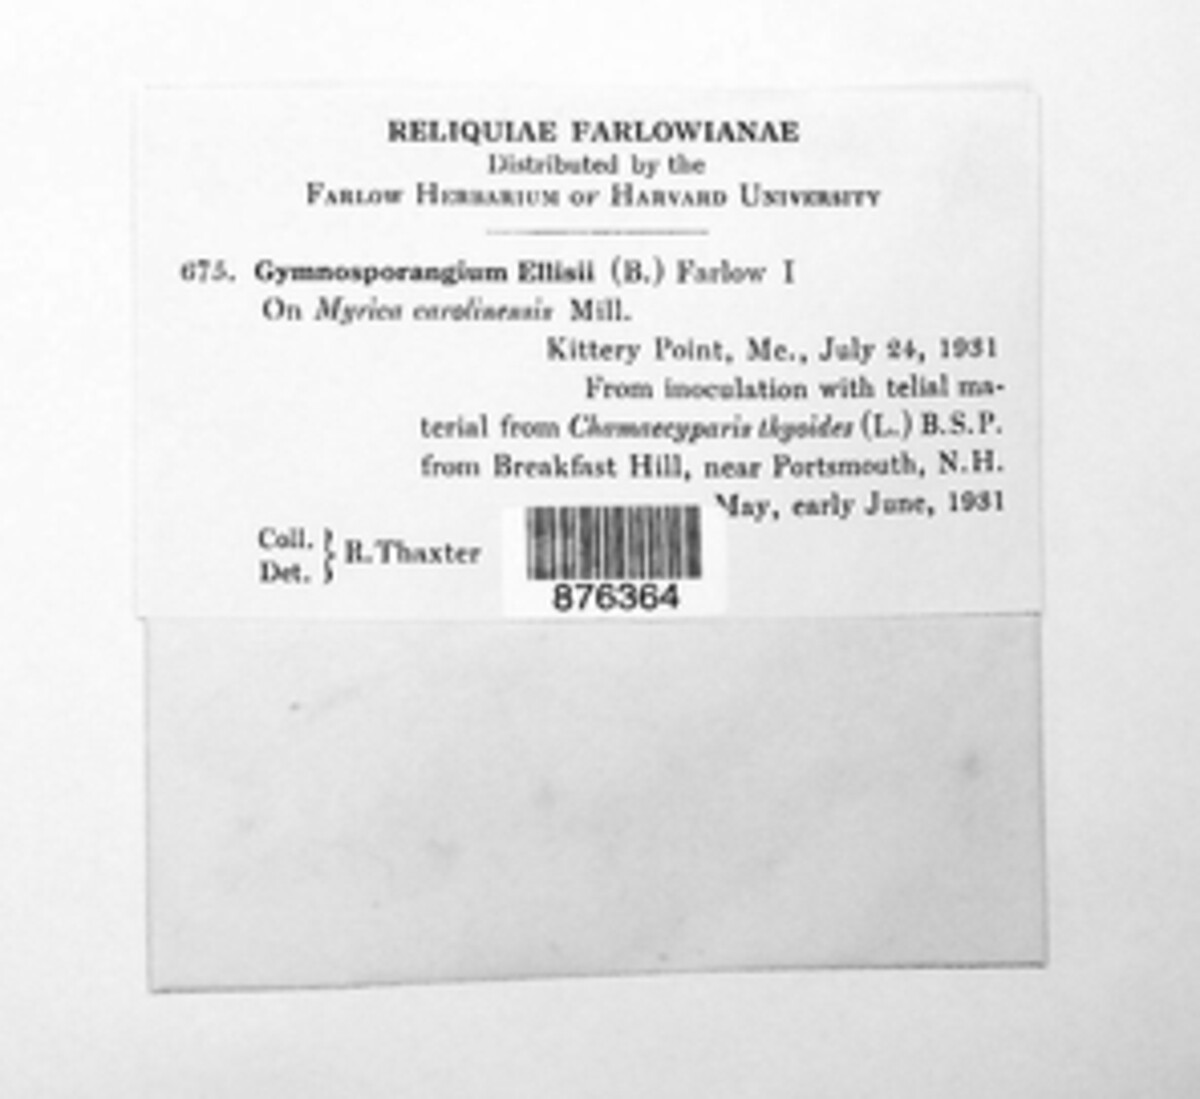 RELIQUIAE FARLOWIANAE
Distributed by the
FARLOW HERBARIUM OF HARVARD UNIVERSITY
675. Gymnosporangium Ellisii (B.) Farlow I
On Myrica carolinensis Mill.
Kittery Point, Me., July 24, 1931
From inoculation with telial ma-
terial from Chamaecyparis thyoides (L.) B.S.P.
from Breakfast Hill, near Portsmouth, N.H.
May, early June, 1931
Coll. } R. Thaxter
Det.
876364